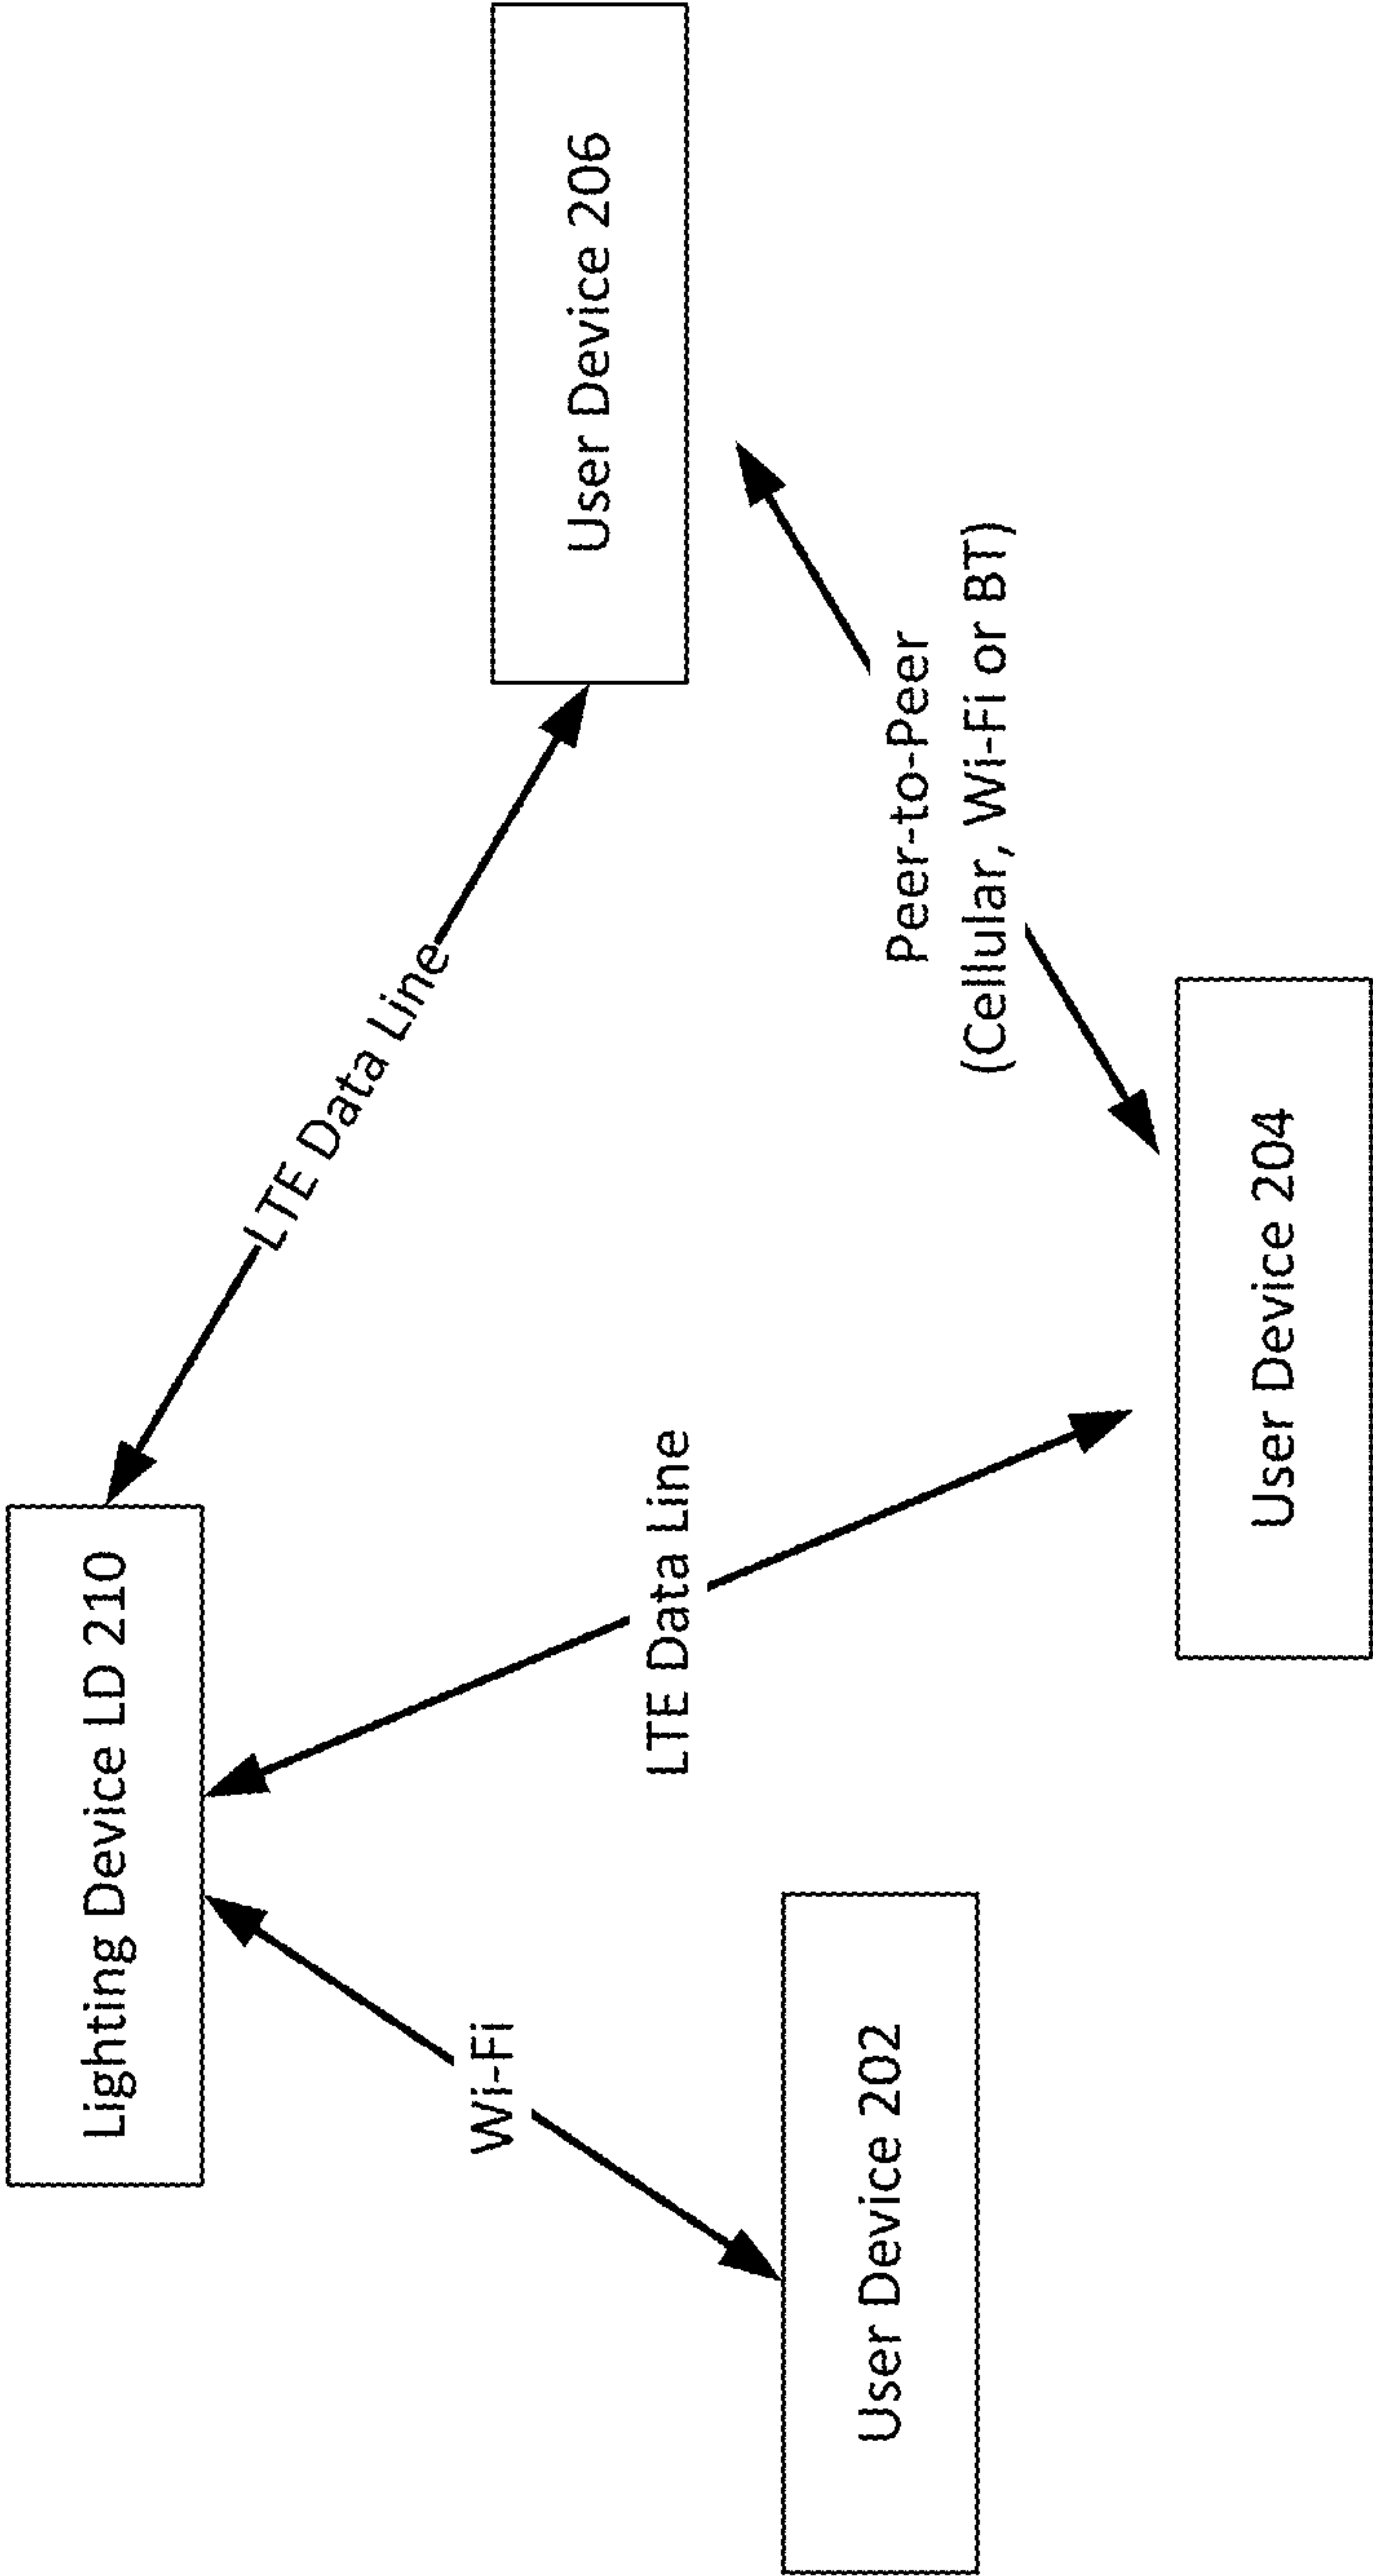 Lighting Device LD 210
LTE Data Line
Wi-Fi
LTE Data Line
User Device 206
User Device 202
Peer-to-Peer
(Cellular, Wi-Fi or BT)
User Device 204